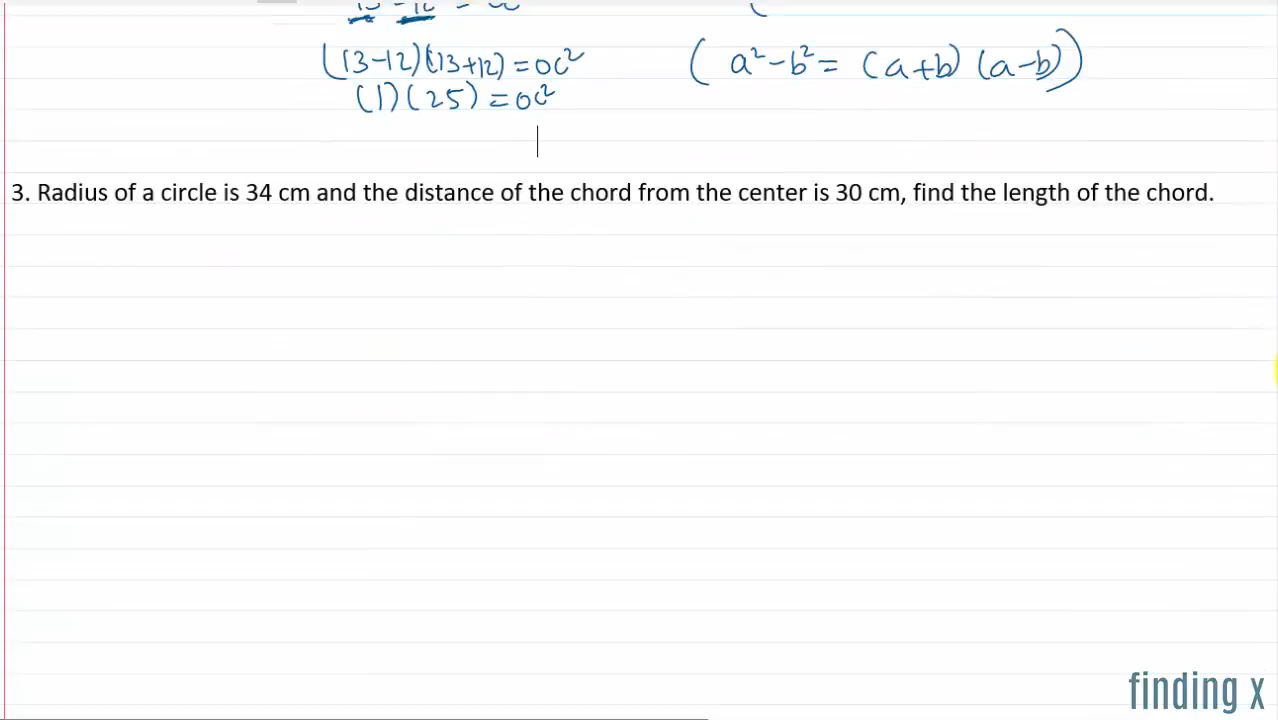 (13-12)(13+12) = OC² (a²-b² = (a+b) (a-b))
(1) (25) = OC²
3. Radius of a circle is 34 cm and the distance of the chord from the center is 30 cm, find the length of the chord.
finding x